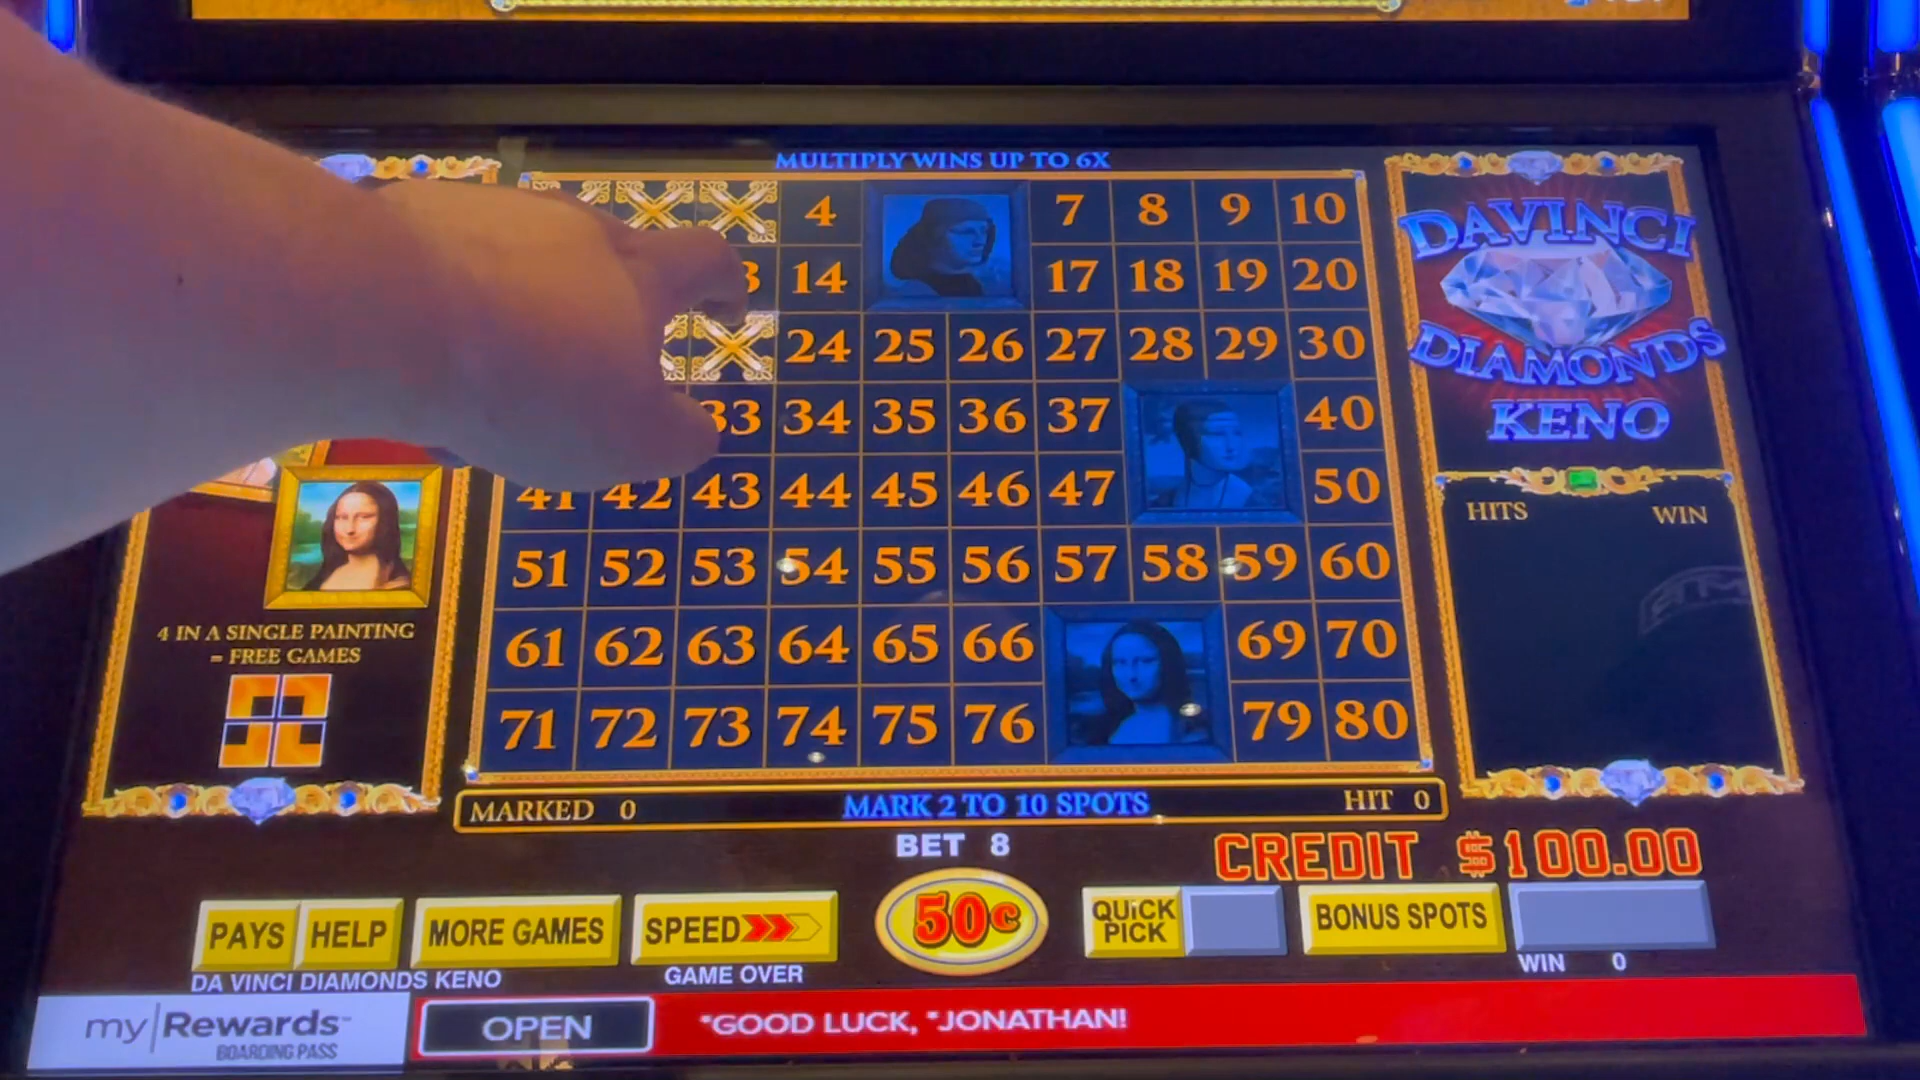 MULTIPLY WINS UP TO 6X
4 7 8 9 10
14 17 18 19 20
24 25 26 27 28 29 30
33 34 35 36 37 40
41 42 43 44 45 46 47 50
51 52 53 54 55 56 57 58 59 60
61 62 63 64 65 66 69 70
71 72 73 74 75 76 79 80
DAVINCI
DIAMONDS
KENO
HITS WIN
4 IN A SINGLE PAINTING
= FREE GAMES
MARKED 0 MARK 2 TO 10 SPOTS HIT 0
BET 8
CREDIT $100.00
PAYS HELP MORE GAMES SPEED 50¢ QUICK PICK BONUS SPOTS
DA VINCI DIAMONDS KENO GAME OVER WIN 0
my|Rewards™
BOARDING PASS
OPEN
*GOOD LUCK, *JONATHAN!